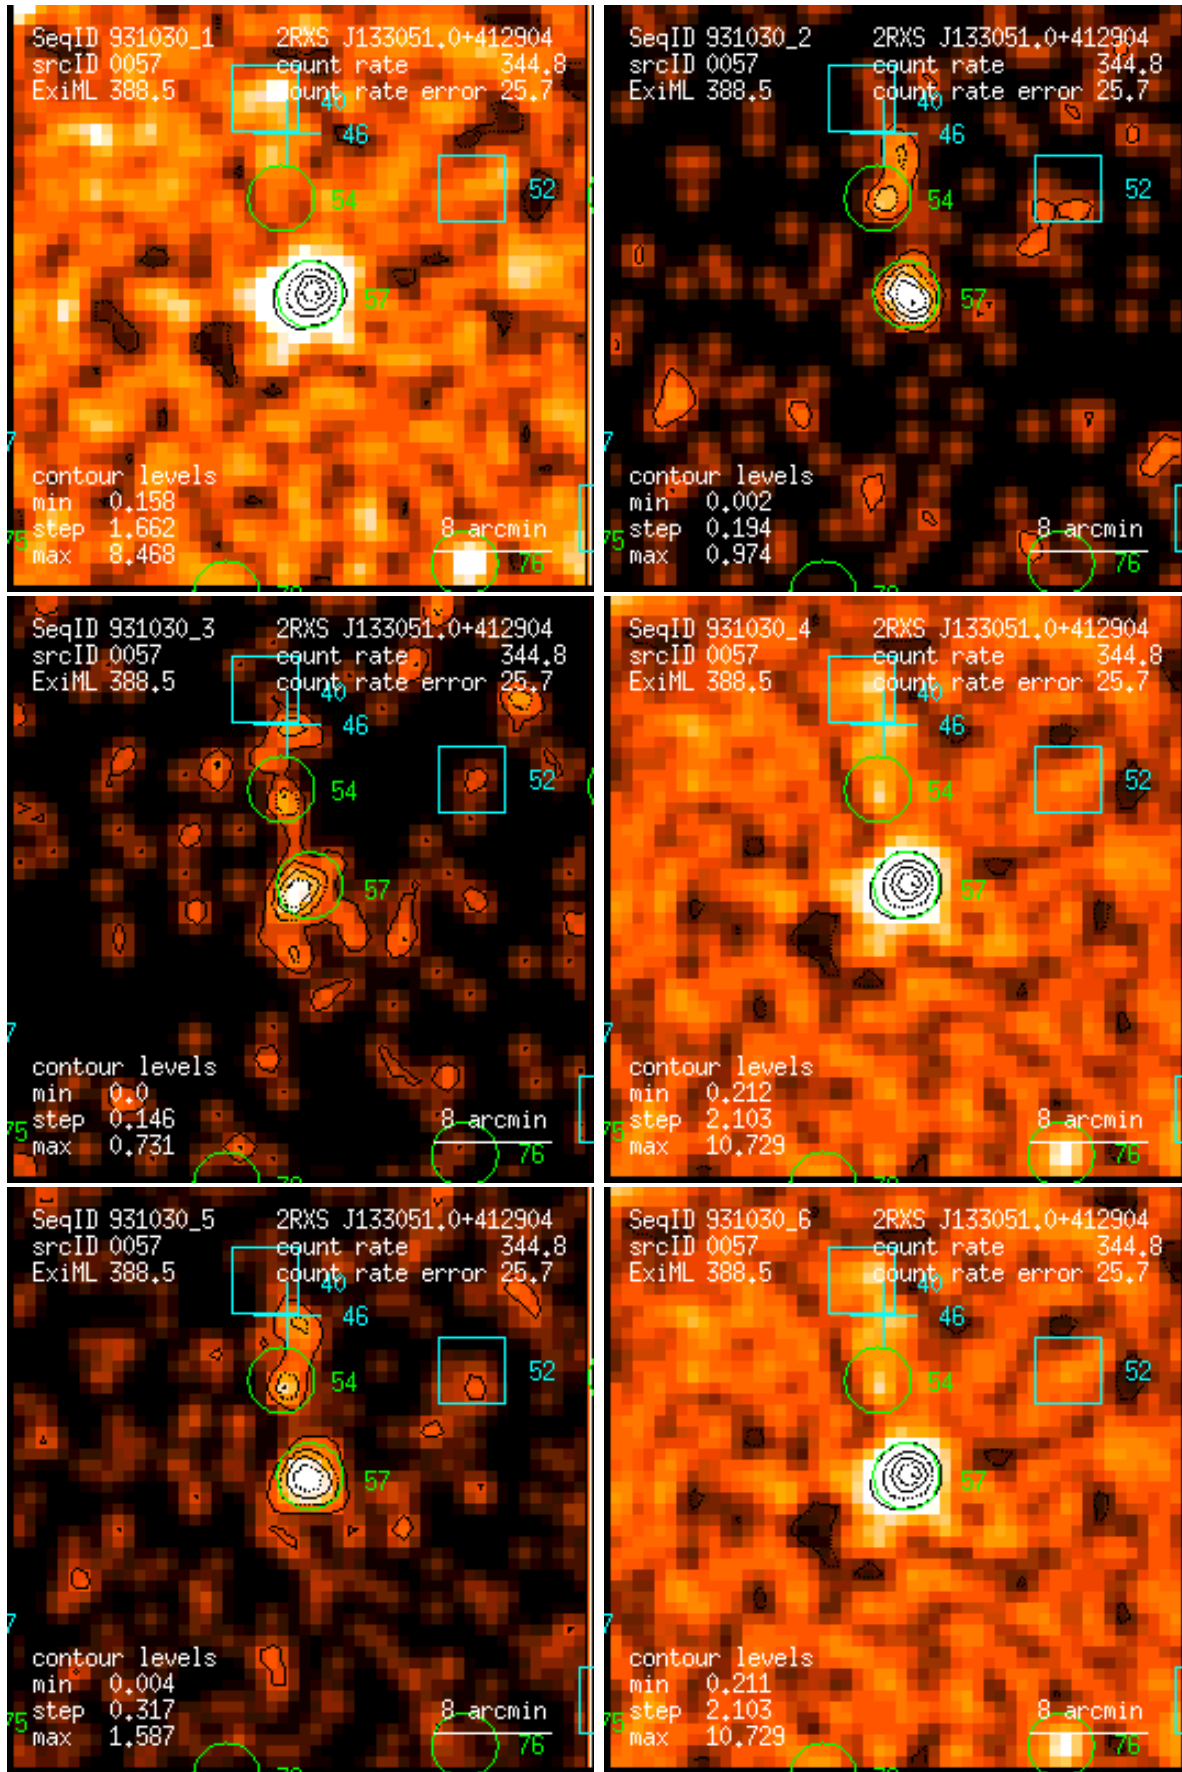 SeqID 931030_1 2RXS J133051.0+412904
srcID 0057 count rate 344.8
ExiML 388.5 count rate error 25.7
40
46
52
54
57
contour levels
min 0.158
step 1.662
max 8.468
8 arcmin
75
76
7
SeqID 931030_2 2RXS J133051.0+412904
srcID 0057 count rate 344.8
ExiML 388.5 count rate error 25.7
40
46
52
54
57
contour levels
min 0.002
step 0.194
max 0.974
8 arcmin
75
76
7
SeqID 931030_3 2RXS J133051.0+412904
srcID 0057 count rate 344.8
ExiML 388.5 count rate error 25.7
40
46
52
54
57
contour levels
min 0.0
step 0.146
max 0.731
8 arcmin
75
76
7
SeqID 931030_4 2RXS J133051.0+412904
srcID 0057 count rate 344.8
ExiML 388.5 count rate error 25.7
40
46
52
54
57
contour levels
min 0.212
step 2.103
max 10.729
8 arcmin
75
76
7
SeqID 931030_5 2RXS J133051.0+412904
srcID 0057 count rate 344.8
ExiML 388.5 count rate error 25.7
40
46
52
54
57
contour levels
min 0.004
step 0.317
max 1.587
8 arcmin
75
76
7
SeqID 931030_6 2RXS J133051.0+412904
srcID 0057 count rate 344.8
ExiML 388.5 count rate error 25.7
40
46
52
54
57
contour levels
min 0.211
step 2.103
max 10.729
8 arcmin
75
76
7